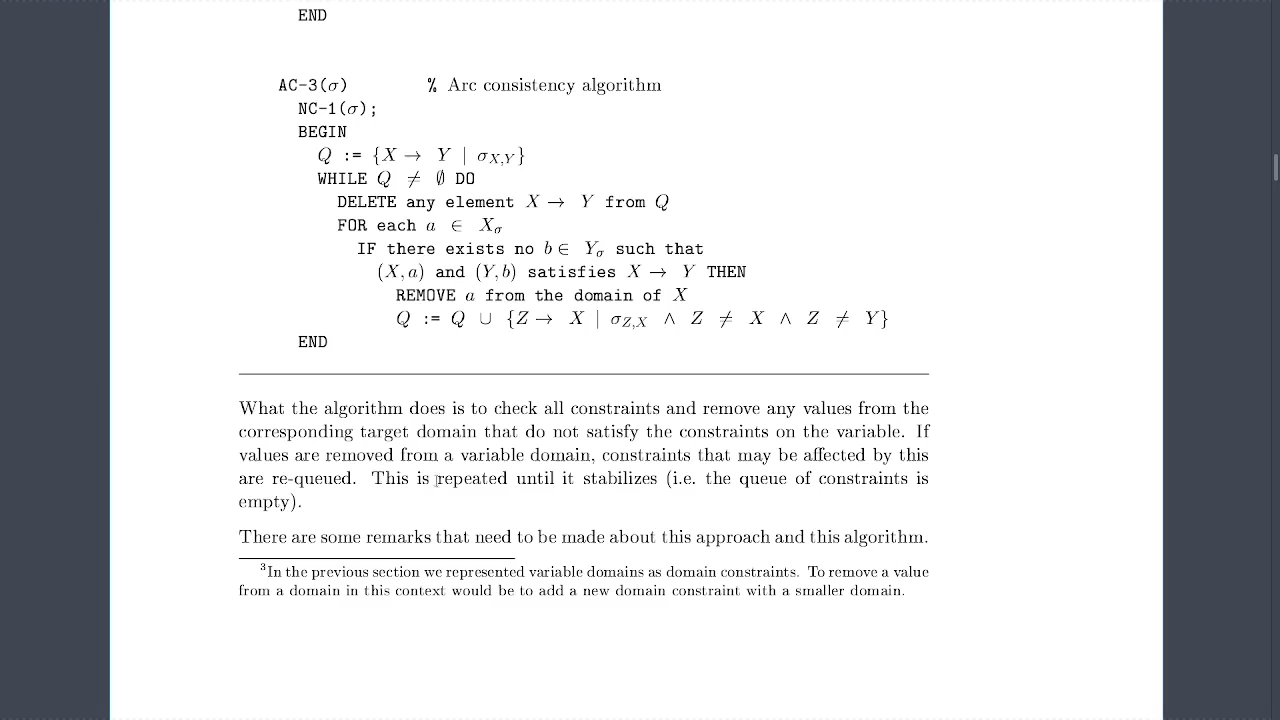 END
AC-3(σ) % Arc consistency algorithm
NC-1(σ);
BEGIN
Q := {X → Y | σX,Y}
WHILE Q ≠ ∅ DO
DELETE any element X → Y from Q
FOR each a ∈ Xσ
IF there exists no b ∈ Yσ such that
(X,a) and (Y,b) satisfies X → Y THEN
REMOVE a from the domain of X
Q := Q ∪ {Z → X | σZ,X ∧ Z ≠ X ∧ Z ≠ Y}
END
What the algorithm does is to check all constraints and remove any values from the
corresponding target domain that do not satisfy the constraints on the variable. If
values are removed from a variable domain, constraints that may be affected by this
are re-queued. This is repeated until it stabilizes (i.e. the queue of constraints is
empty).
There are some remarks that need to be made about this approach and this algorithm.
3In the previous section we represented variable domains as domain constraints. To remove a value
from a domain in this context would be to add a new domain constraint with a smaller domain.